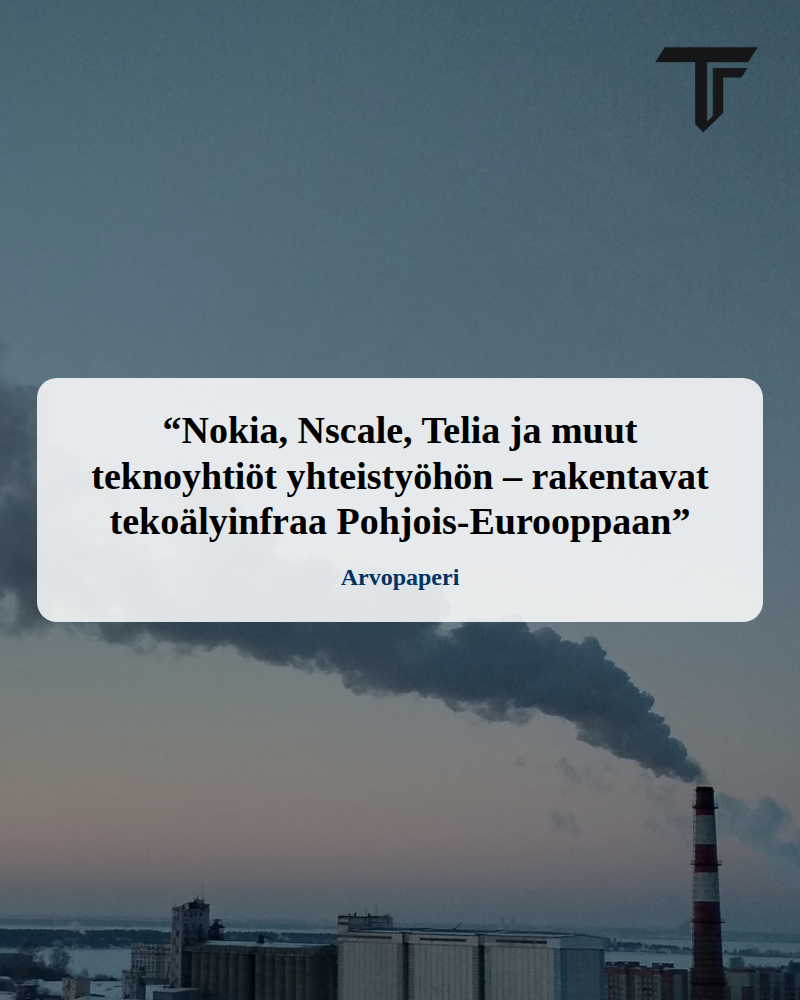 “Nokia, Nscale, Telia ja muut
teknoyhtiöt yhteistyöhön – rakentavat
tekoälyinfraa Pohjois-Eurooppaan”
Arvopaperi